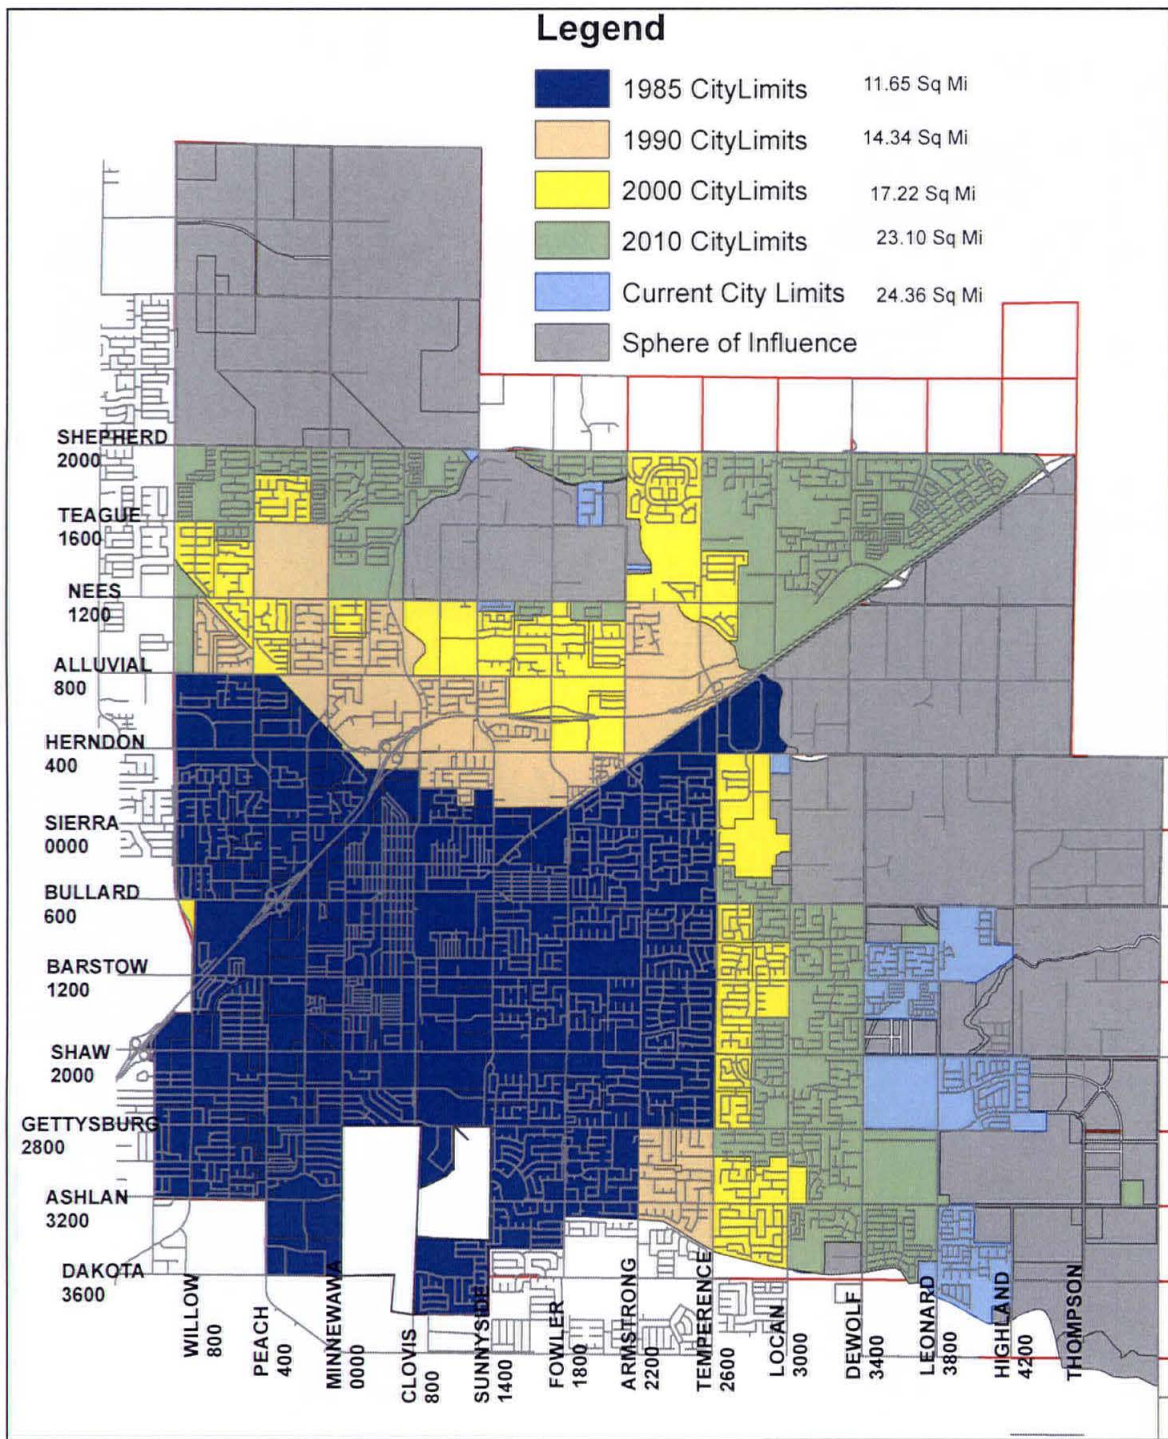 Legend
1985 CityLimits 11.65 Sq Mi
1990 CityLimits 14.34 Sq Mi
2000 CityLimits 17.22 Sq Mi
2010 CityLimits 23.10 Sq Mi
Current City Limits 24.36 Sq Mi
Sphere of Influence
SHEPHERD
2000
TEAGUE
1600
NEES
1200
ALLUVIAL
800
HERNDON
400
SIERRA
0000
BULLARD
600
BARSTOW
1200
SHAW
2000
GETTYSBURG
2800
ASHLAN
3200
DAKOTA
3600
WILLOW
800
PEACH
400
MINNEWAWA
0000
CLOVIS
800
SUNNYSIDE
1400
FOWLER
1800
ARMSTRONG
2200
TEMPERENCE
2600
LOCAN
3000
DEWOLF
3400
LEONARD
3800
HIGHLAND
4200
THOMPSON